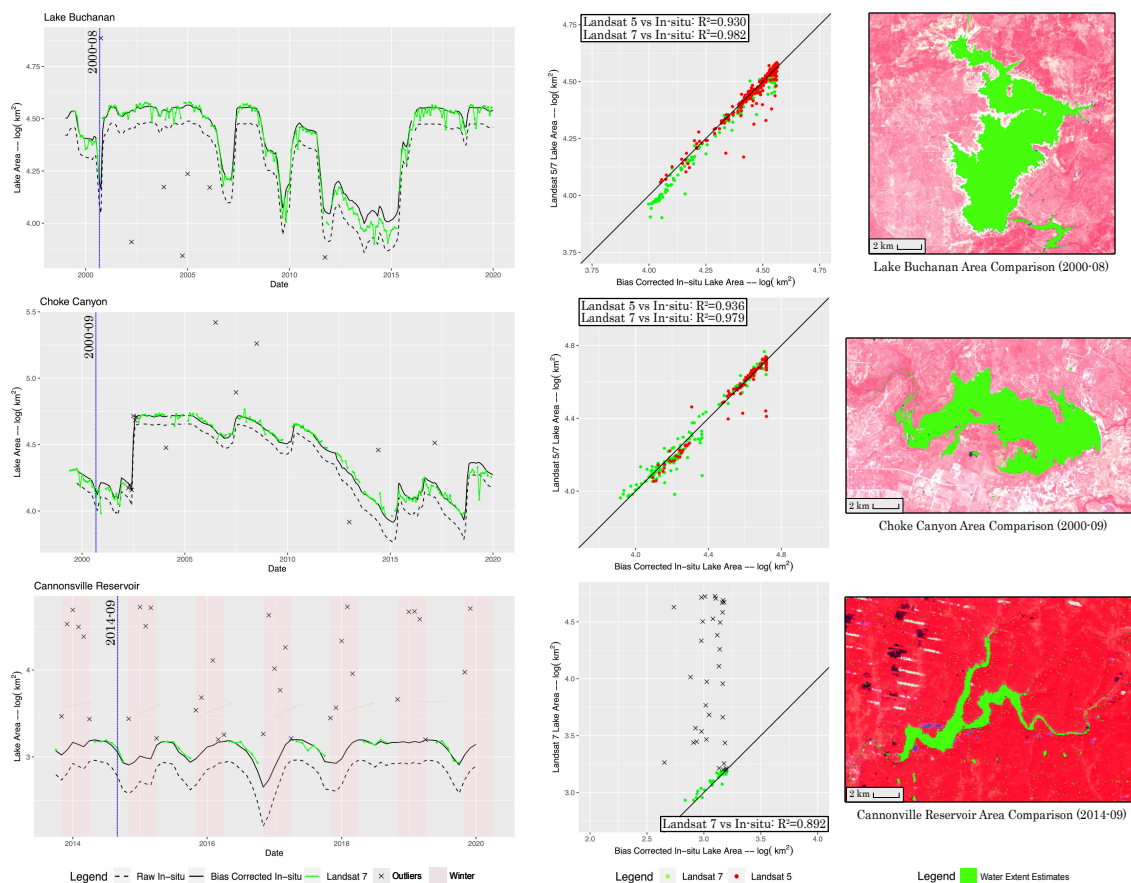 Lake Buchanan
2000-08
4.75
4.50
4.25
4.00
Lake Area −− log( km²)
2000
2005
2010
2015
2020
Date
Landsat 5 vs In-situ: R²=0.930
Landsat 7 vs In-situ: R²=0.982
4.75
4.50
4.25
4.00
3.75
Landsat 5/7 Lake Area −− log( km²)
3.75
4.00
4.25
4.50
4.75
Bias Corrected In−situ Lake Area −− log( km²)
2 km
Lake Buchanan Area Comparison (2000-08)
Choke Canyon
2000-09
5.5
5.0
4.5
4.0
Lake Area −− log( km²)
2000
2005
2010
2015
2020
Date
Landsat 5 vs In-situ: R²=0.936
Landsat 7 vs In-situ: R²=0.979
4.8
4.4
4.0
Landsat 5/7 Lake Area −− log( km²)
4.0
4.4
4.8
Bias Corrected In−situ Lake Area −− log( km²)
2 km
Choke Canyon Area Comparison (2000-09)
Cannonsville Reservoir
2014-09
4
3
Lake Area −− log( km²)
2014
2016
2018
2020
Date
4.5
4.0
3.5
3.0
Landsat 7 Lake Area −− log( km²)
Landsat 7 vs In-situ: R²=0.892
2.0
2.5
3.0
3.5
4.0
Bias Corrected In−situ Lake Area −− log( km²)
2 km
Cannonsville Reservoir Area Comparison (2014-09)
Legend Raw In−situ Bias Corrected In−situ Landsat 7 Outliers Winter
Legend Landsat 7 Landsat 5
Legend Water Extent Estimates